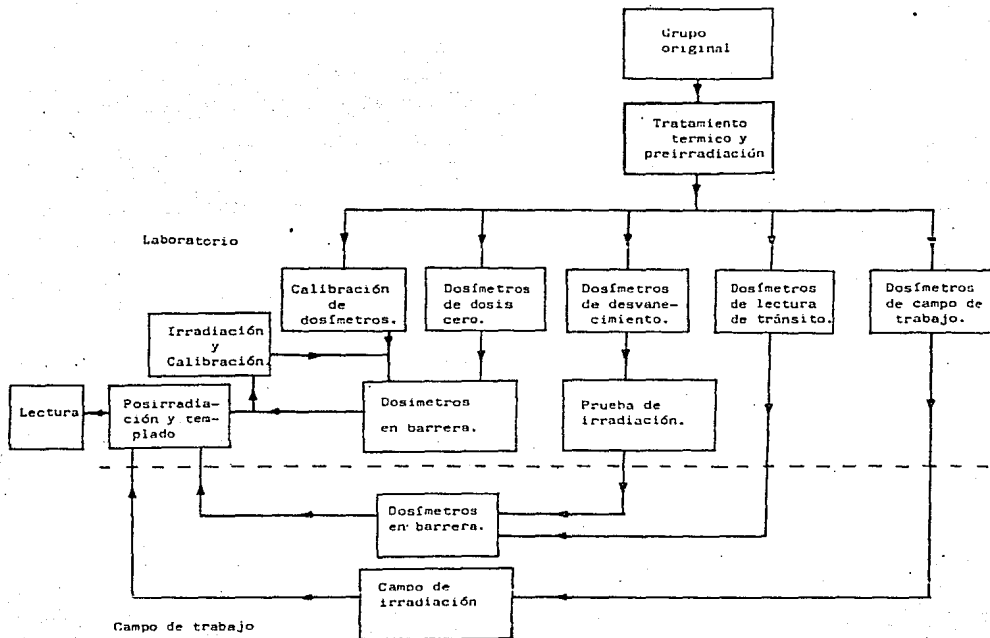 Grupo
original
Tratamiento
termico y
preirradiación
Laboratorio
Calibración
de
dosímetros.
Dosímetros
de dosis
cero.
Dosímetros
de desvane-
cimiento.
Dosímetros
de lectura
de tránsito.
Dosímetros
de campo de
trabajo.
Irradiación
y
Calibración.
Lectura
Posirradia-
ción y tem-
plado
Dosimetros
en barrera.
Prueba de
irradiación.
Dosímetros
en barrera.
Campo de
irradiación
Campo de trabajo